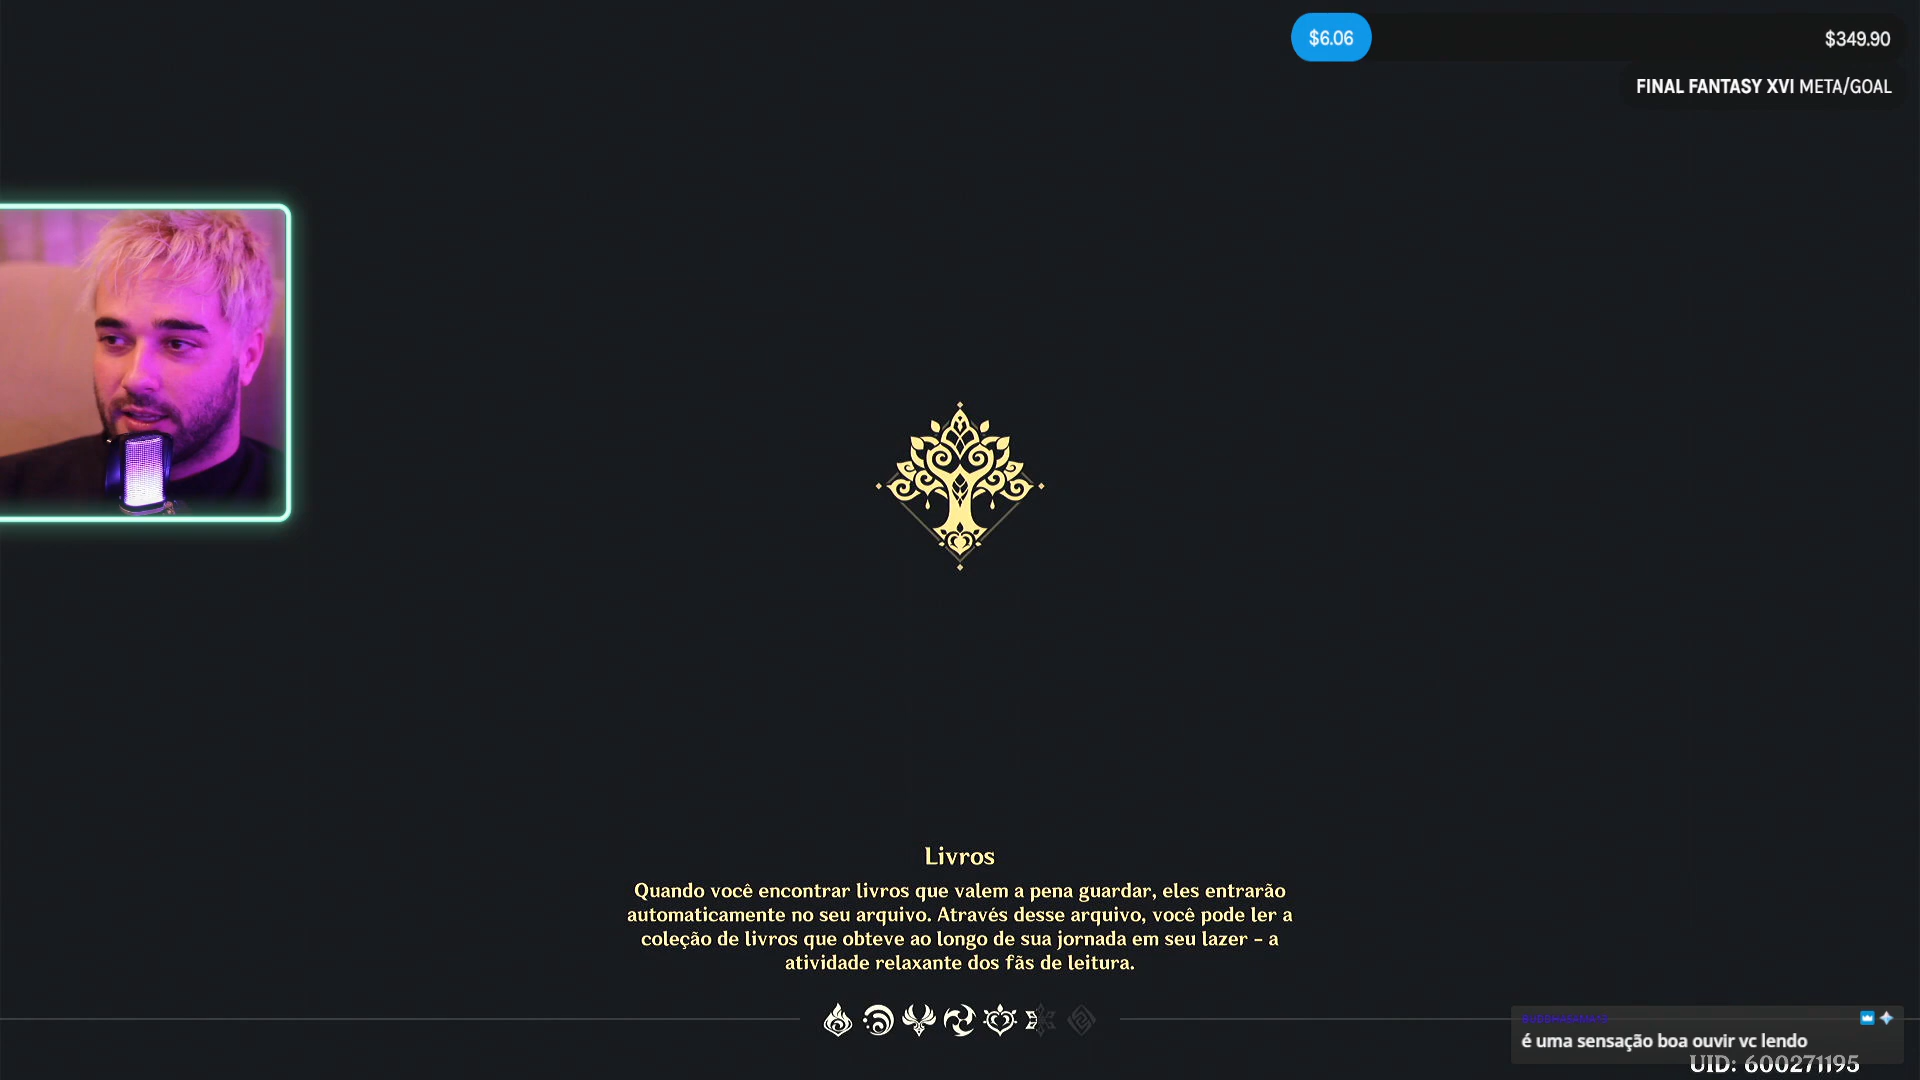 $6.06
$349.90
FINAL FANTASY XVI META/GOAL
Livros
Quando você encontrar livros que valem a pena guardar, eles entrarão
automaticamente no seu arquivo. Através desse arquivo, você pode ler a
coleção de livros que obteve ao longo de sua jornada em seu lazer - a
atividade relaxante dos fãs de leitura.
é uma sensação boa ouvir vc lendo
UID: 600271195